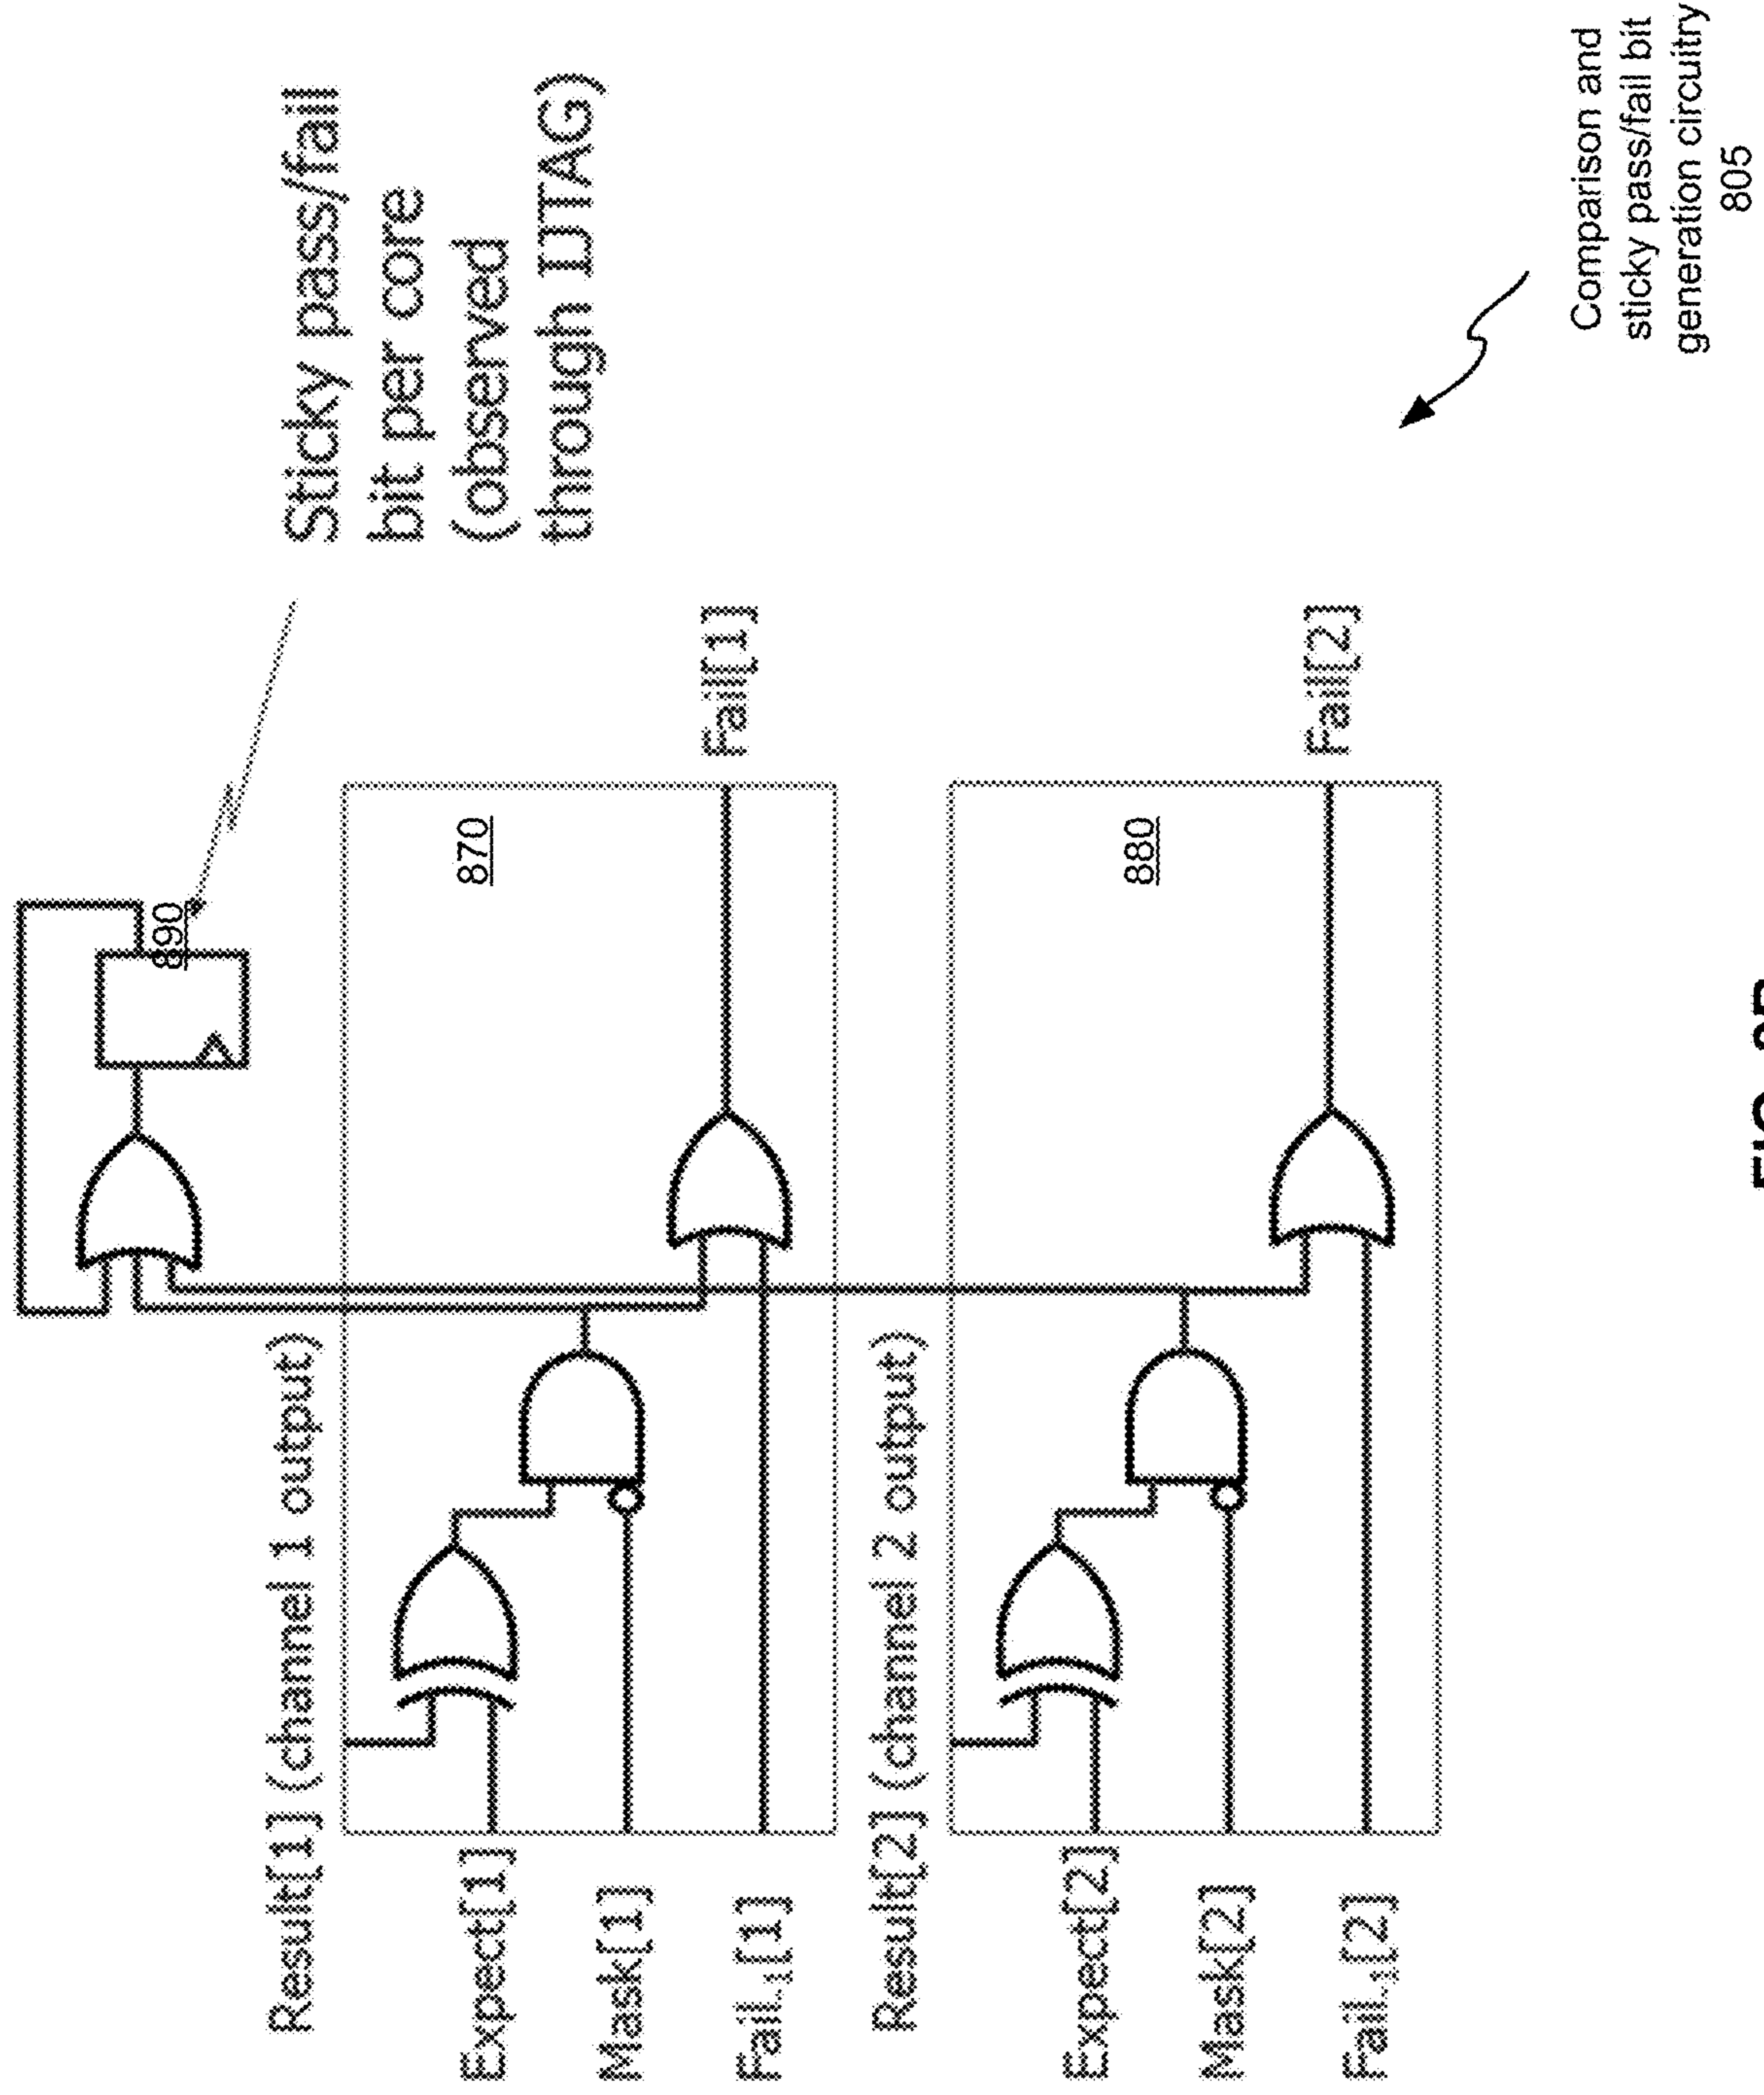 Sticky pass/fail
bit per core
(observed
through IJTAG)
890
Result[1] (channel 1 output)
870
Expect[1]
Mask[1]
Fail₋₁[1]
Fail[1]
Result[2] (channel 2 output)
880
Expect[2]
Mask[2]
Fail₋₁[2]
Fail[2]
Comparison and
sticky pass/fail bit
generation circuitry
805